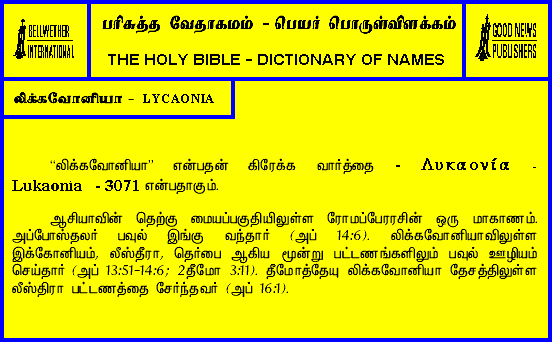 BELLWETHER
INTERNATIONAL
பரிசுத்த வேதாகமம் - பெயர் பொருள்விளக்கம்
THE HOLY BIBLE - DICTIONARY OF NAMES
GOOD NEWS
PUBLISHERS
லிக்கவோனியா - LYCAONIA
“லிக்கவோனியா” என்பதன் கிரேக்க வார்த்தை - Λυκαονία -
Lukaonia - 3071 என்பதாகும்.
ஆசியாவின் தெற்கு மையப்பகுதியிலுள்ள ரோமப்பேரரசின் ஒரு மாகாணம்.
அப்போஸ்தலர் பவுல் இங்கு வந்தார் (அப் 14:6). லிக்கவோனியாவிலுள்ள
இக்கோனியம், லீஸ்தீரா, தெர்பை ஆகிய மூன்று பட்டணங்களிலும் பவுல் ஊழியம்
செய்தார் (அப் 13:51-14:6; 2தீமோ 3:11). தீமோத்தேயு லிக்கவோனியா தேசத்திலுள்ள
லீஸ்திரா பட்டணத்தை சேர்ந்தவர் (அப் 16:1).